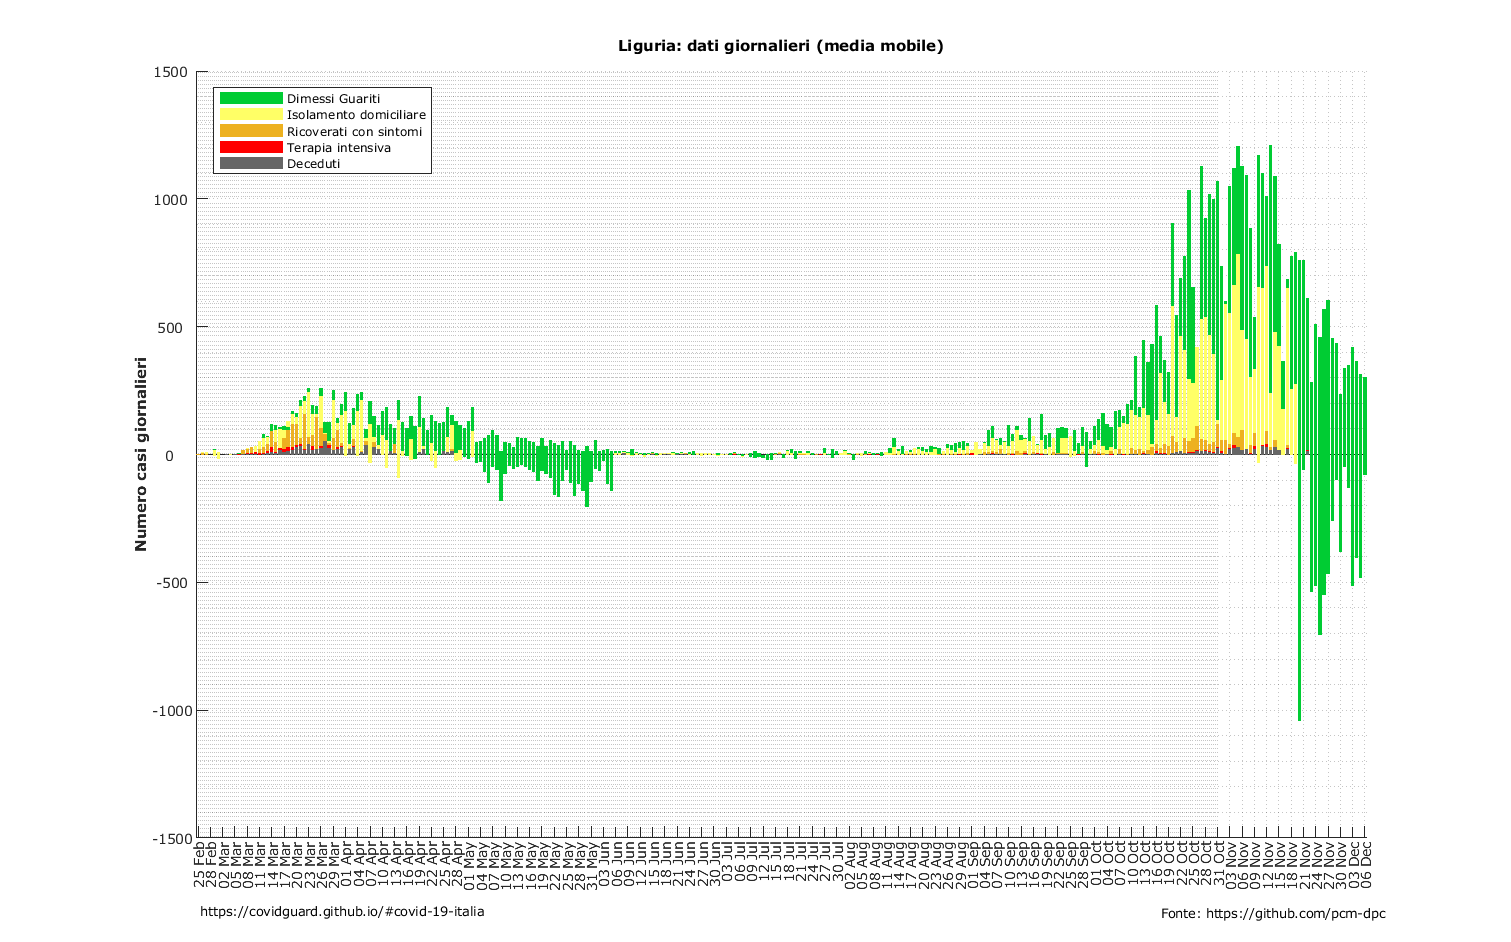 Liguria: dati giornalieri (media mobile)
1500
1000
500
0
-500
-1000
-1500
Numero casi giornalieri
Dimessi Guariti
Isolamento domiciliare
Ricoverati con sintomi
Terapia intensiva
Deceduti
25 Feb
28 Feb
02 Mar
05 Mar
08 Mar
11 Mar
14 Mar
17 Mar
20 Mar
23 Mar
26 Mar
29 Mar
01 Apr
04 Apr
07 Apr
10 Apr
13 Apr
16 Apr
19 Apr
22 Apr
25 Apr
28 Apr
01 May
04 May
07 May
10 May
13 May
16 May
19 May
22 May
25 May
28 May
31 May
03 Jun
06 Jun
09 Jun
12 Jun
15 Jun
18 Jun
21 Jun
24 Jun
27 Jun
30 Jun
03 Jul
06 Jul
09 Jul
12 Jul
15 Jul
18 Jul
21 Jul
24 Jul
27 Jul
30 Jul
02 Aug
05 Aug
08 Aug
11 Aug
14 Aug
17 Aug
20 Aug
23 Aug
26 Aug
29 Aug
01 Sep
04 Sep
07 Sep
10 Sep
13 Sep
16 Sep
19 Sep
22 Sep
25 Sep
28 Sep
01 Oct
04 Oct
07 Oct
10 Oct
13 Oct
16 Oct
19 Oct
22 Oct
25 Oct
28 Oct
31 Oct
03 Nov
06 Nov
09 Nov
12 Nov
15 Nov
18 Nov
21 Nov
24 Nov
27 Nov
30 Nov
03 Dec
06 Dec
https://covidguard.github.io/#covid-19-italia
Fonte: https://github.com/pcm-dpc